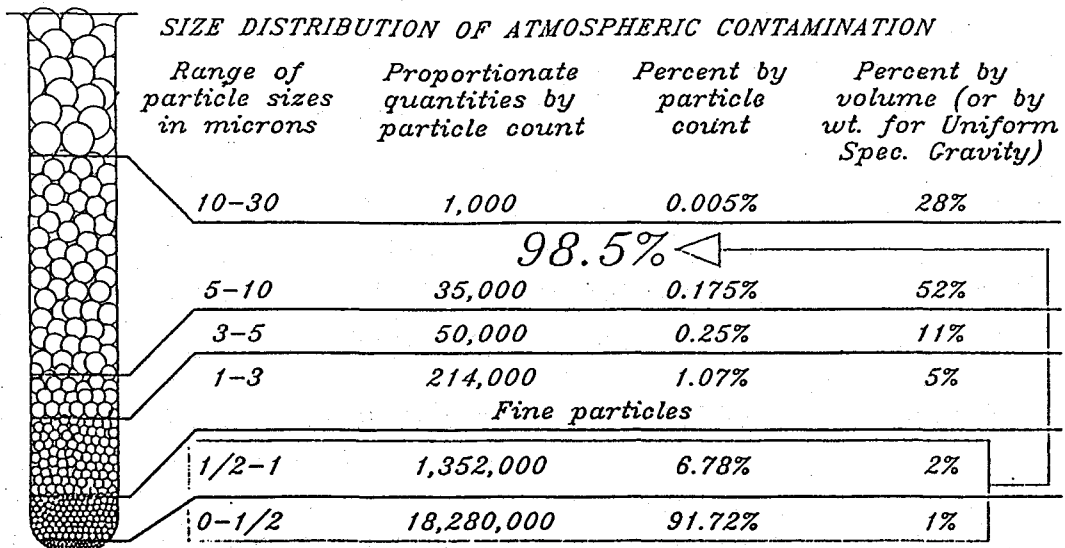 SIZE DISTRIBUTION OF ATMOSPHERIC CONTAMINATION
Range of particle sizes in microns
Proportionate quantities by particle count
Percent by particle count
Percent by volume (or by wt. for Uniform Spec. Gravity)
10-30 1,000 0.005% 28%
98.5%
5-10 35,000 0.175% 52%
3-5 50,000 0.25% 11%
1-3 214,000 1.07% 5%
Fine particles
1/2-1 1,352,000 6.78% 2%
0-1/2 18,280,000 91.72% 1%